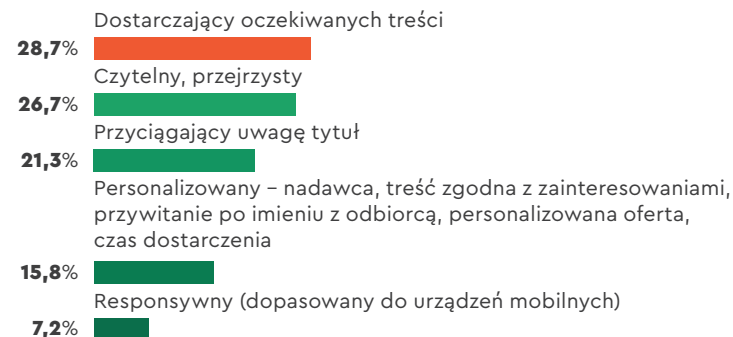 Dostarczający oczekiwanych treści
28,7%
Czytelny, przejrzysty
26,7%
Przyciągający uwagę tytuł
21,3%
Personalizowany – nadawca, treść zgodna z zainteresowaniami,
przywitanie po imieniu z odbiorcą, personalizowana oferta,
czas dostarczenia
15,8%
Responsywny (dopasowany do urządzeń mobilnych)
7,2%